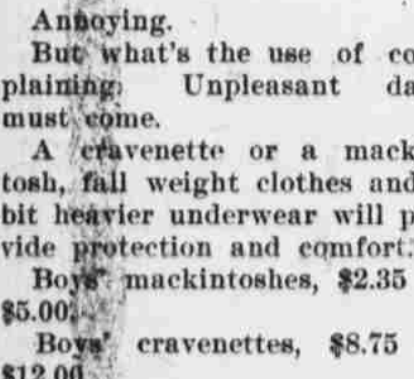 Annoying.
But what's the use of co
plaining. Unpleasant da
must come.
A cravenette or a mack
tosh, fall weight clothes and
bit heavier underwear will p
vide protection and comfort.
Boys' mackintoshes, $2.35
$5.00.
Boys' cravenettes, $8.75
$12.00